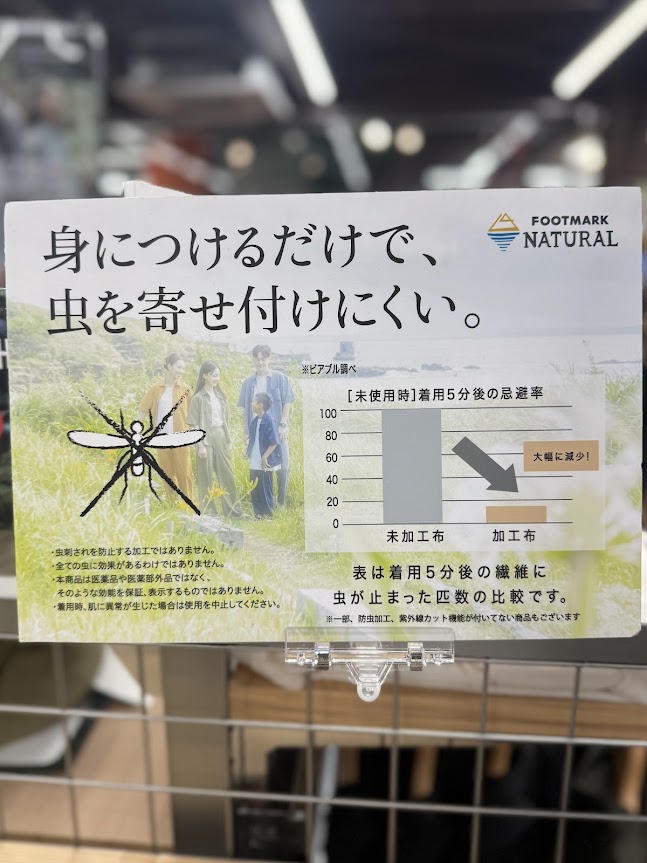 身につけるだけで、
虫を寄せ付けにくい。
FOOTMARK
NATURAL
※ピアブル調べ
[未使用時]着用5分後の忌避率
100
80
60
40
20
0
大幅に減少!
未加工布
加工布
表は着用5分後の繊維に
虫が止まった匹数の比較です。
※一部、防虫加工、紫外線カット機能が付いてない商品もございます
・虫刺されを防止する加工ではありません。
・全ての虫に効果があるわけではありません。
・本商品は医薬品や医薬部外品ではなく、
そのような効能を保証、表示するものではありません。
・着用時、肌に異常が生じた場合は使用を中止してください。